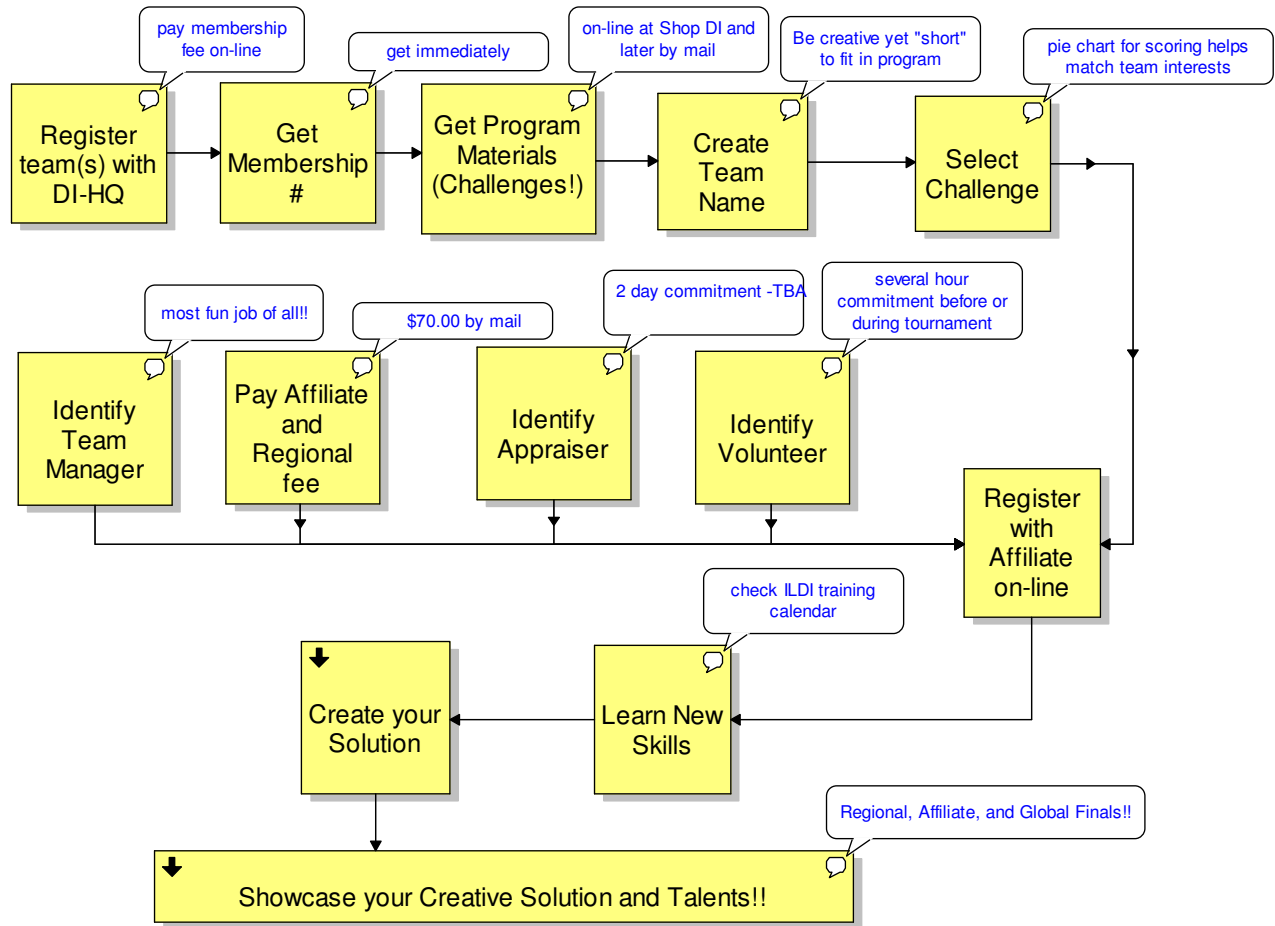 pay membership
fee on-line
get immediately
on-line at Shop DI and
later by mail
Be creative yet "short"
to fit in program
pie chart for scoring helps
match team interests
Register
team(s) with
DI-HQ
Get
Membership
#
Get Program
Materials
(Challenges!)
Create
Team
Name
Select
Challenge
most fun job of all!!
$70.00 by mail
2 day commitment -TBA
several hour
commitment before or
during tournament
Identify
Team
Manager
Pay Affiliate
and
Regional
fee
Identify
Appraiser
Identify
Volunteer
Register
with
Affiliate
on-line
check ILDI training
calendar
Create your
Solution
Learn New
Skills
Regional, Affiliate, and Global Finals!!
Showcase your Creative Solution and Talents!!